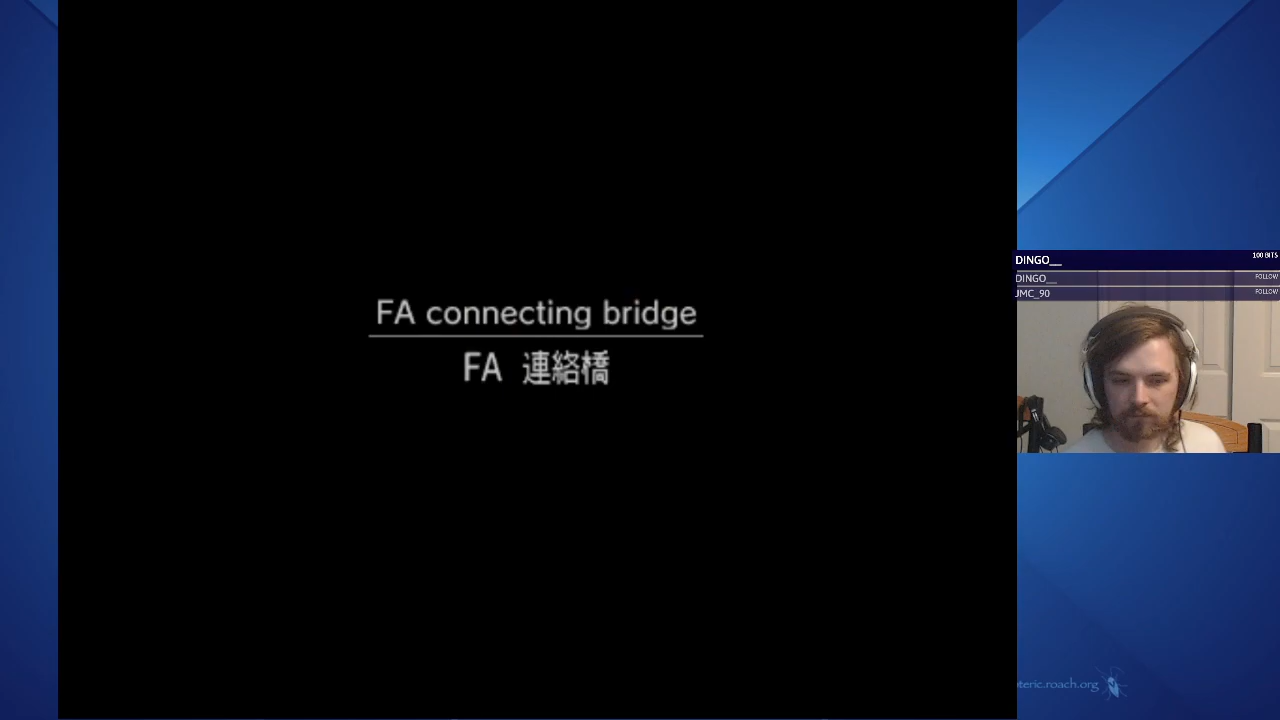 FA connecting bridge
FA 連絡橋
DINGO__
100 BITS
DINGO__
FOLLOW
JMC_90
FOLLOW
teric.roach.org